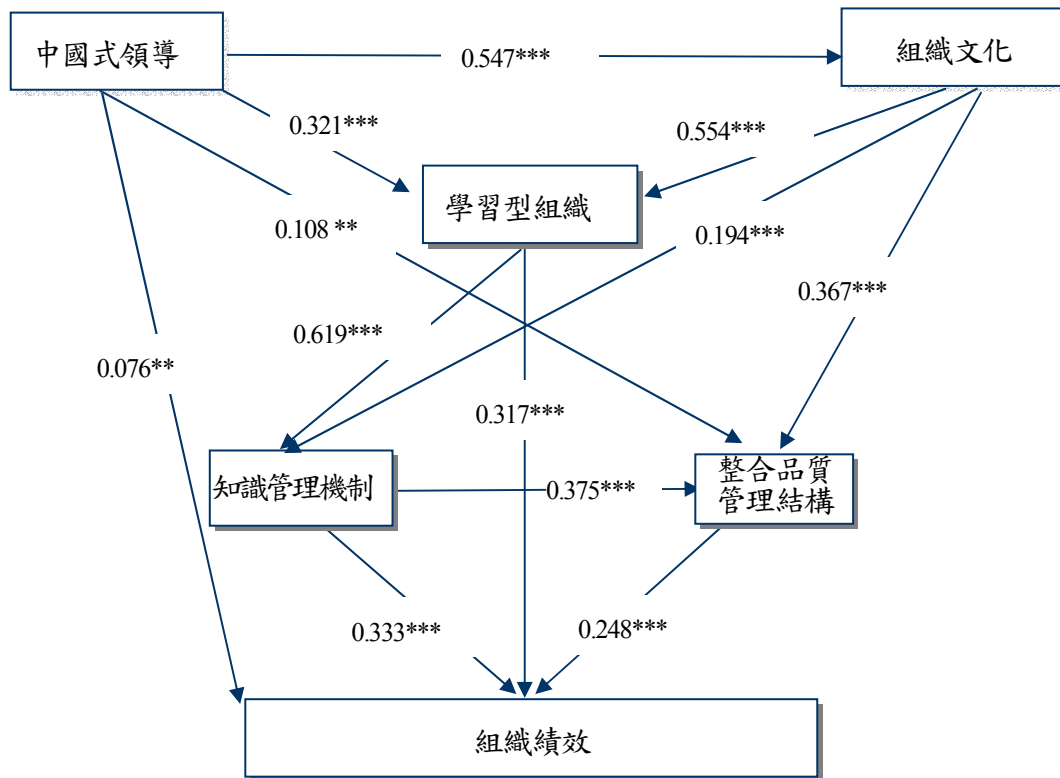 中國式領導
0.547***
組織文化
0.321***
0.554***
學習型組織
0.108 **
0.194***
0.367***
0.619***
0.076**
0.317***
知識管理機制
0.375***
整合品質
管理結構
0.333***
0.248***
組織績效